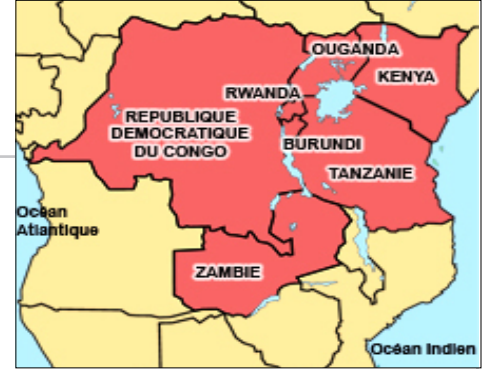 OUGANDA
KENYA
RWANDA
REPUBLIQUE
DEMOCRATIQUE
DU CONGO
BURUNDI
TANZANIE
Océan
Atlantique
ZAMBIE
Océan Indien